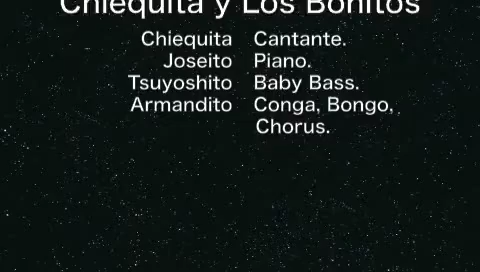 Chiequita y Los Bonitos
Chiequita Cantante.
Joseito Piano.
Tsuyoshito Baby Bass.
Armandito Conga, Bongo,
Chorus.